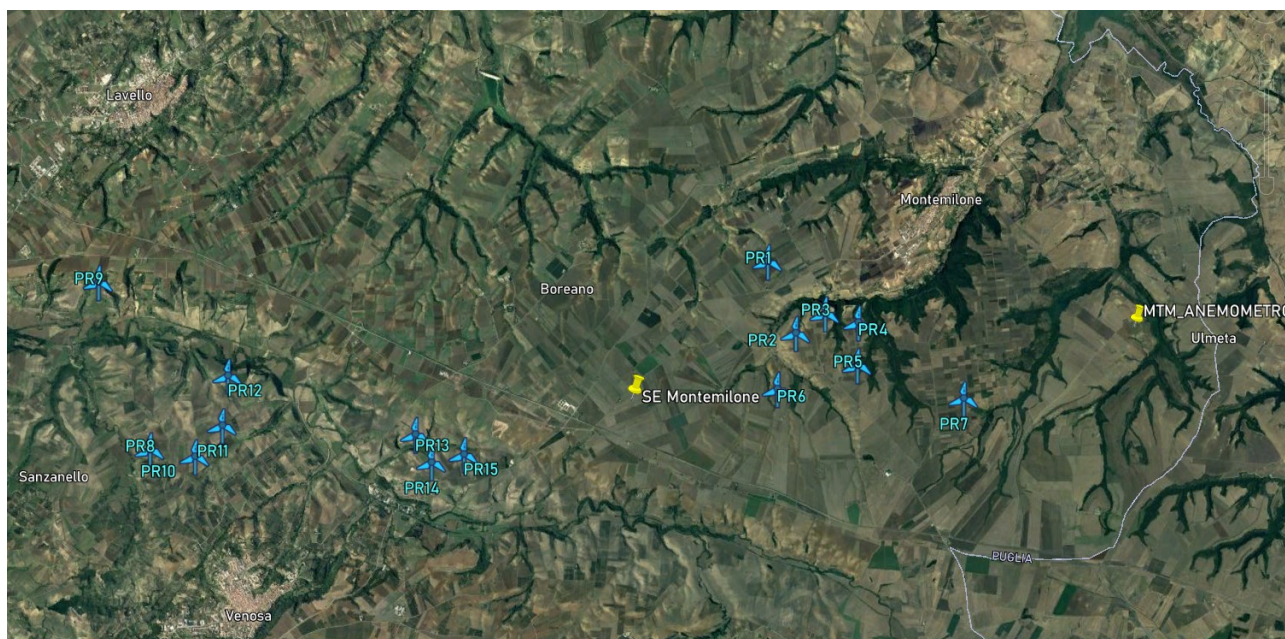 Lavello
Montemilone
PR1
PR9
Boreano
PR3
MTM_ANEMOMETRO
PR4
PR2
Ulmeta
PR5
PR12
SE Montemilone
PR6
PR7
PR8
PR11
PR13
PR10
PR15
Sanzanello
PR14
PUGLIA
Venosa